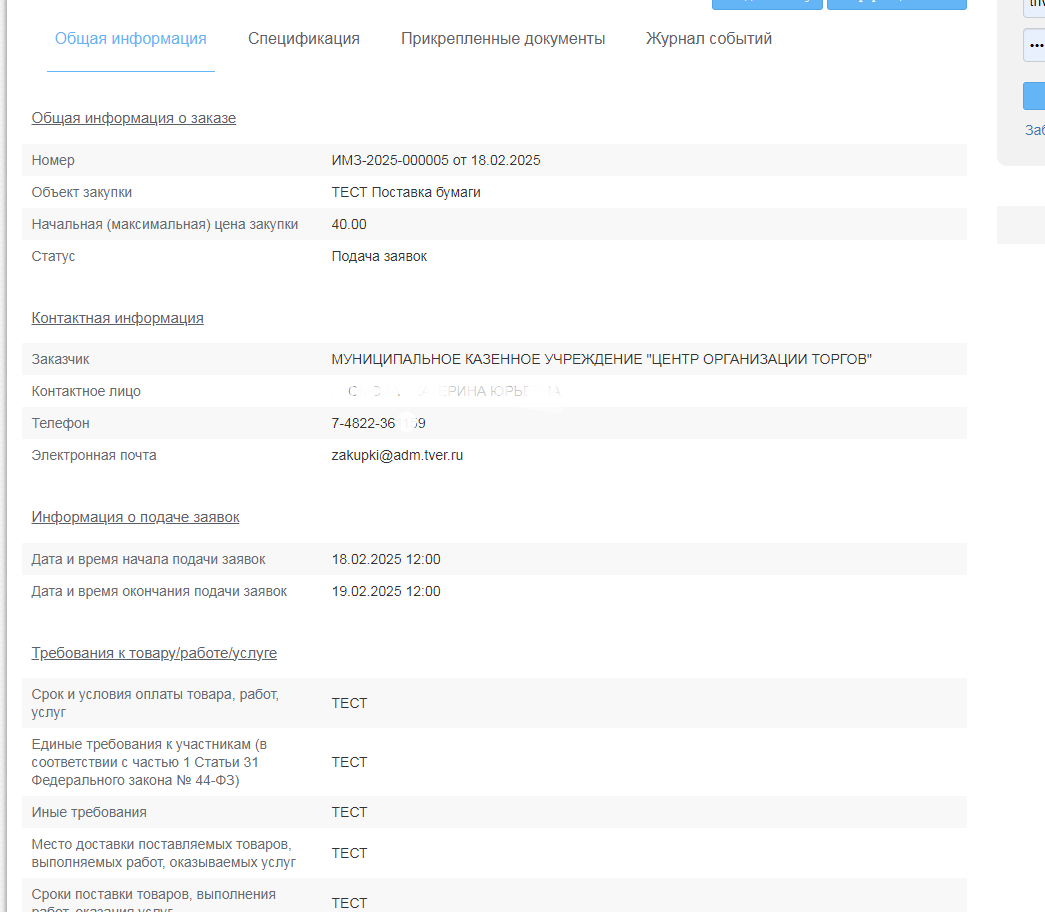 Общая информация Спецификация Прикрепленные документы Журнал событий
Общая информация о заказе
Номер ИМЗ-2025-000005 от 18.02.2025
Объект закупки ТЕСТ Поставка бумаги
Начальная (максимальная) цена закупки 40.00
Статус Подача заявок
Контактная информация
Заказчик МУНИЦИПАЛЬНОЕ КАЗЕННОЕ УЧРЕЖДЕНИЕ "ЦЕНТР ОРГАНИЗАЦИИ ТОРГОВ"
Контактное лицо
Телефон 7-4822-36
Электронная почта zakupki@adm.tver.ru
Информация о подаче заявок
Дата и время начала подачи заявок 18.02.2025 12:00
Дата и время окончания подачи заявок 19.02.2025 12:00
Требования к товару/работе/услуге
Срок и условия оплаты товара, работ,
услуг
ТЕСТ
Единые требования к участникам (в
соответствии с частью 1 Статьи 31
Федерального закона № 44-ФЗ)
ТЕСТ
Иные требования ТЕСТ
Место доставки поставляемых товаров,
выполняемых работ, оказываемых услуг
ТЕСТ
Сроки поставки товаров, выполнения
работ, оказания услуг
ТЕСТ